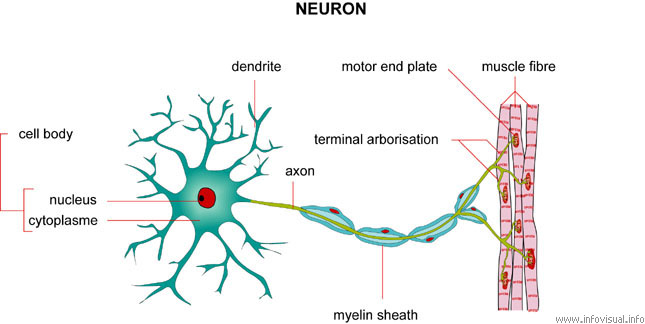 NEURON
dendrite
motor end plate
muscle fibre
cell body
terminal arborisation
axon
nucleus
cytoplasme
myelin sheath
www.infovisual.info